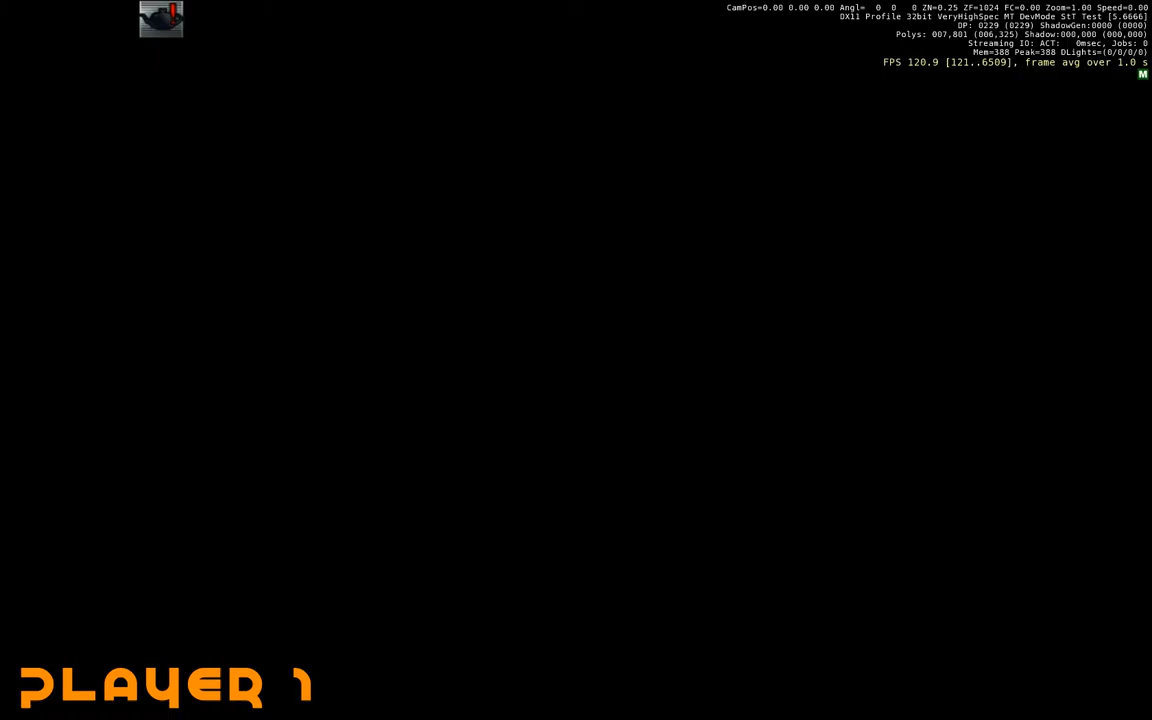 CamPos=0.00 0.00 0.00 Angl=  0  0   0 ZN=0.25 ZF=1024 FC=0.00 Zoom=1.00 Speed=0.00
DX11 Profile 32bit VeryHighSpec MT DevMode StT Test [5.6666]
DP: 0229 (0229) ShadowGen:0000 (0000)
Polys: 007,801 (006,325) Shadow:000,000 (000,000)
Streaming IO: ACT:   0msec, Jobs: 0
Mem=388 Peak=388 DLights=(0/0/0/0)
FPS 120.9 [121..6509], frame avg over 1.0 s
M
PLAYER 1